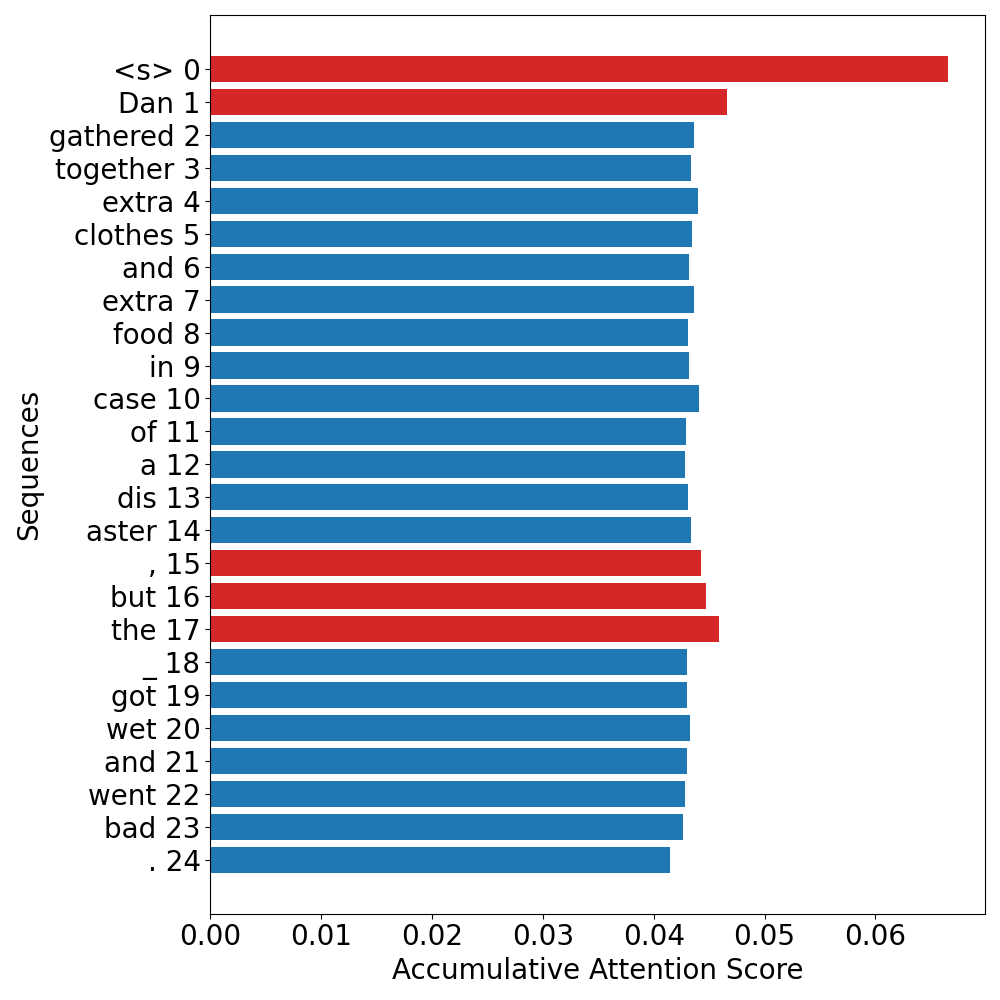 <s> 0
Dan 1
gathered 2
together 3
extra 4
clothes 5
and 6
extra 7
food 8
in 9
case 10
of 11
a 12
dis 13
aster 14
, 15
but 16
the 17
_ 18
got 19
wet 20
and 21
went 22
bad 23
. 24
Sequences
0.00 0.01 0.02 0.03 0.04 0.05 0.06
Accumulative Attention Score